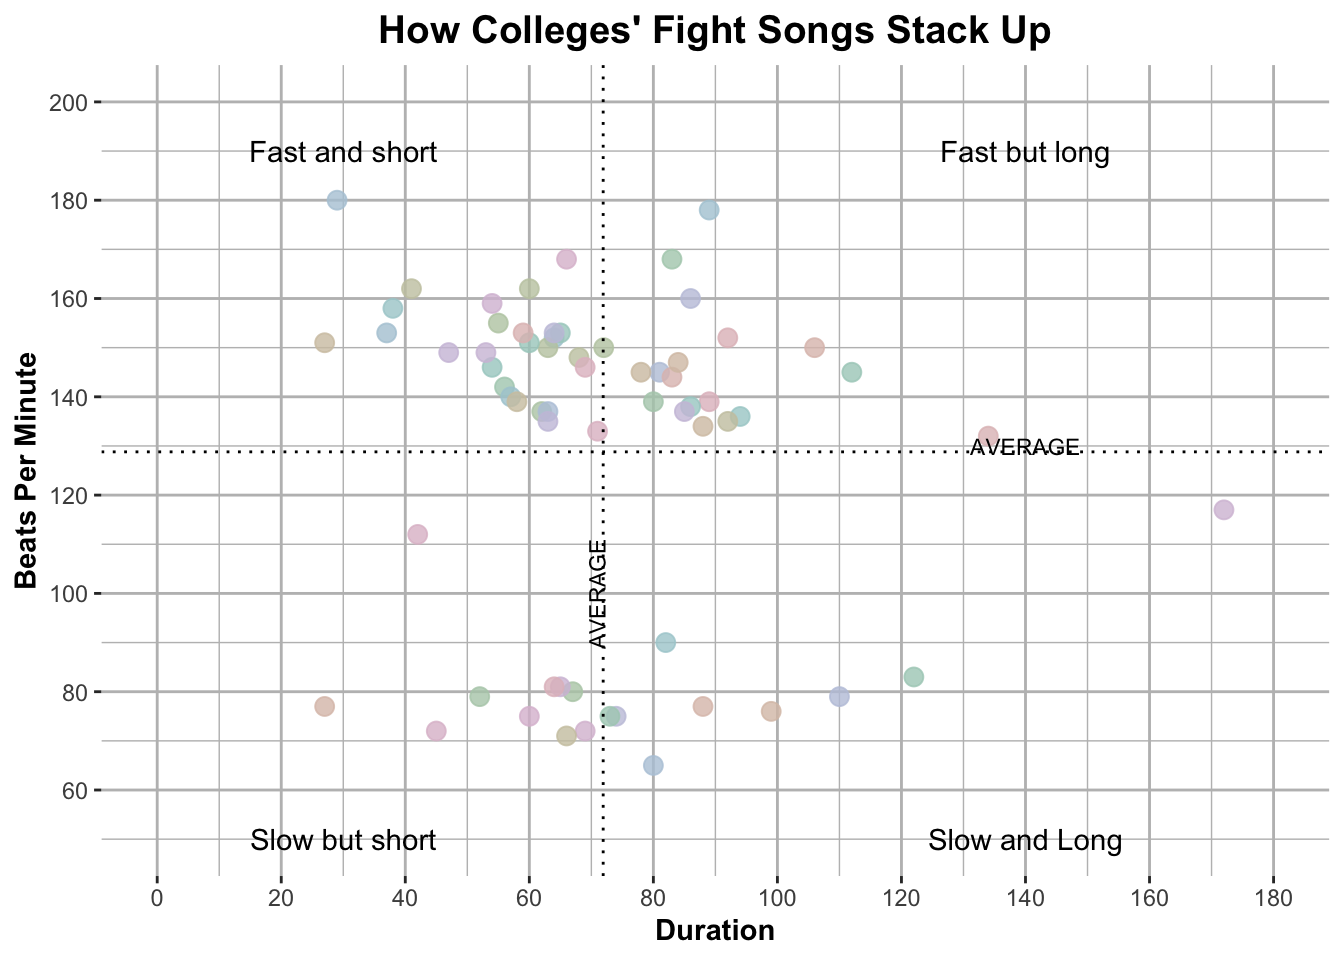 How Colleges' Fight Songs Stack Up
200
Fast and short
Fast but long
180
160
140
AVERAGE
120
AVERAGE
100
80
60
Slow but short
Slow and Long
Beats Per Minute
0 20 40 60 80 100 120 140 160 180
Duration